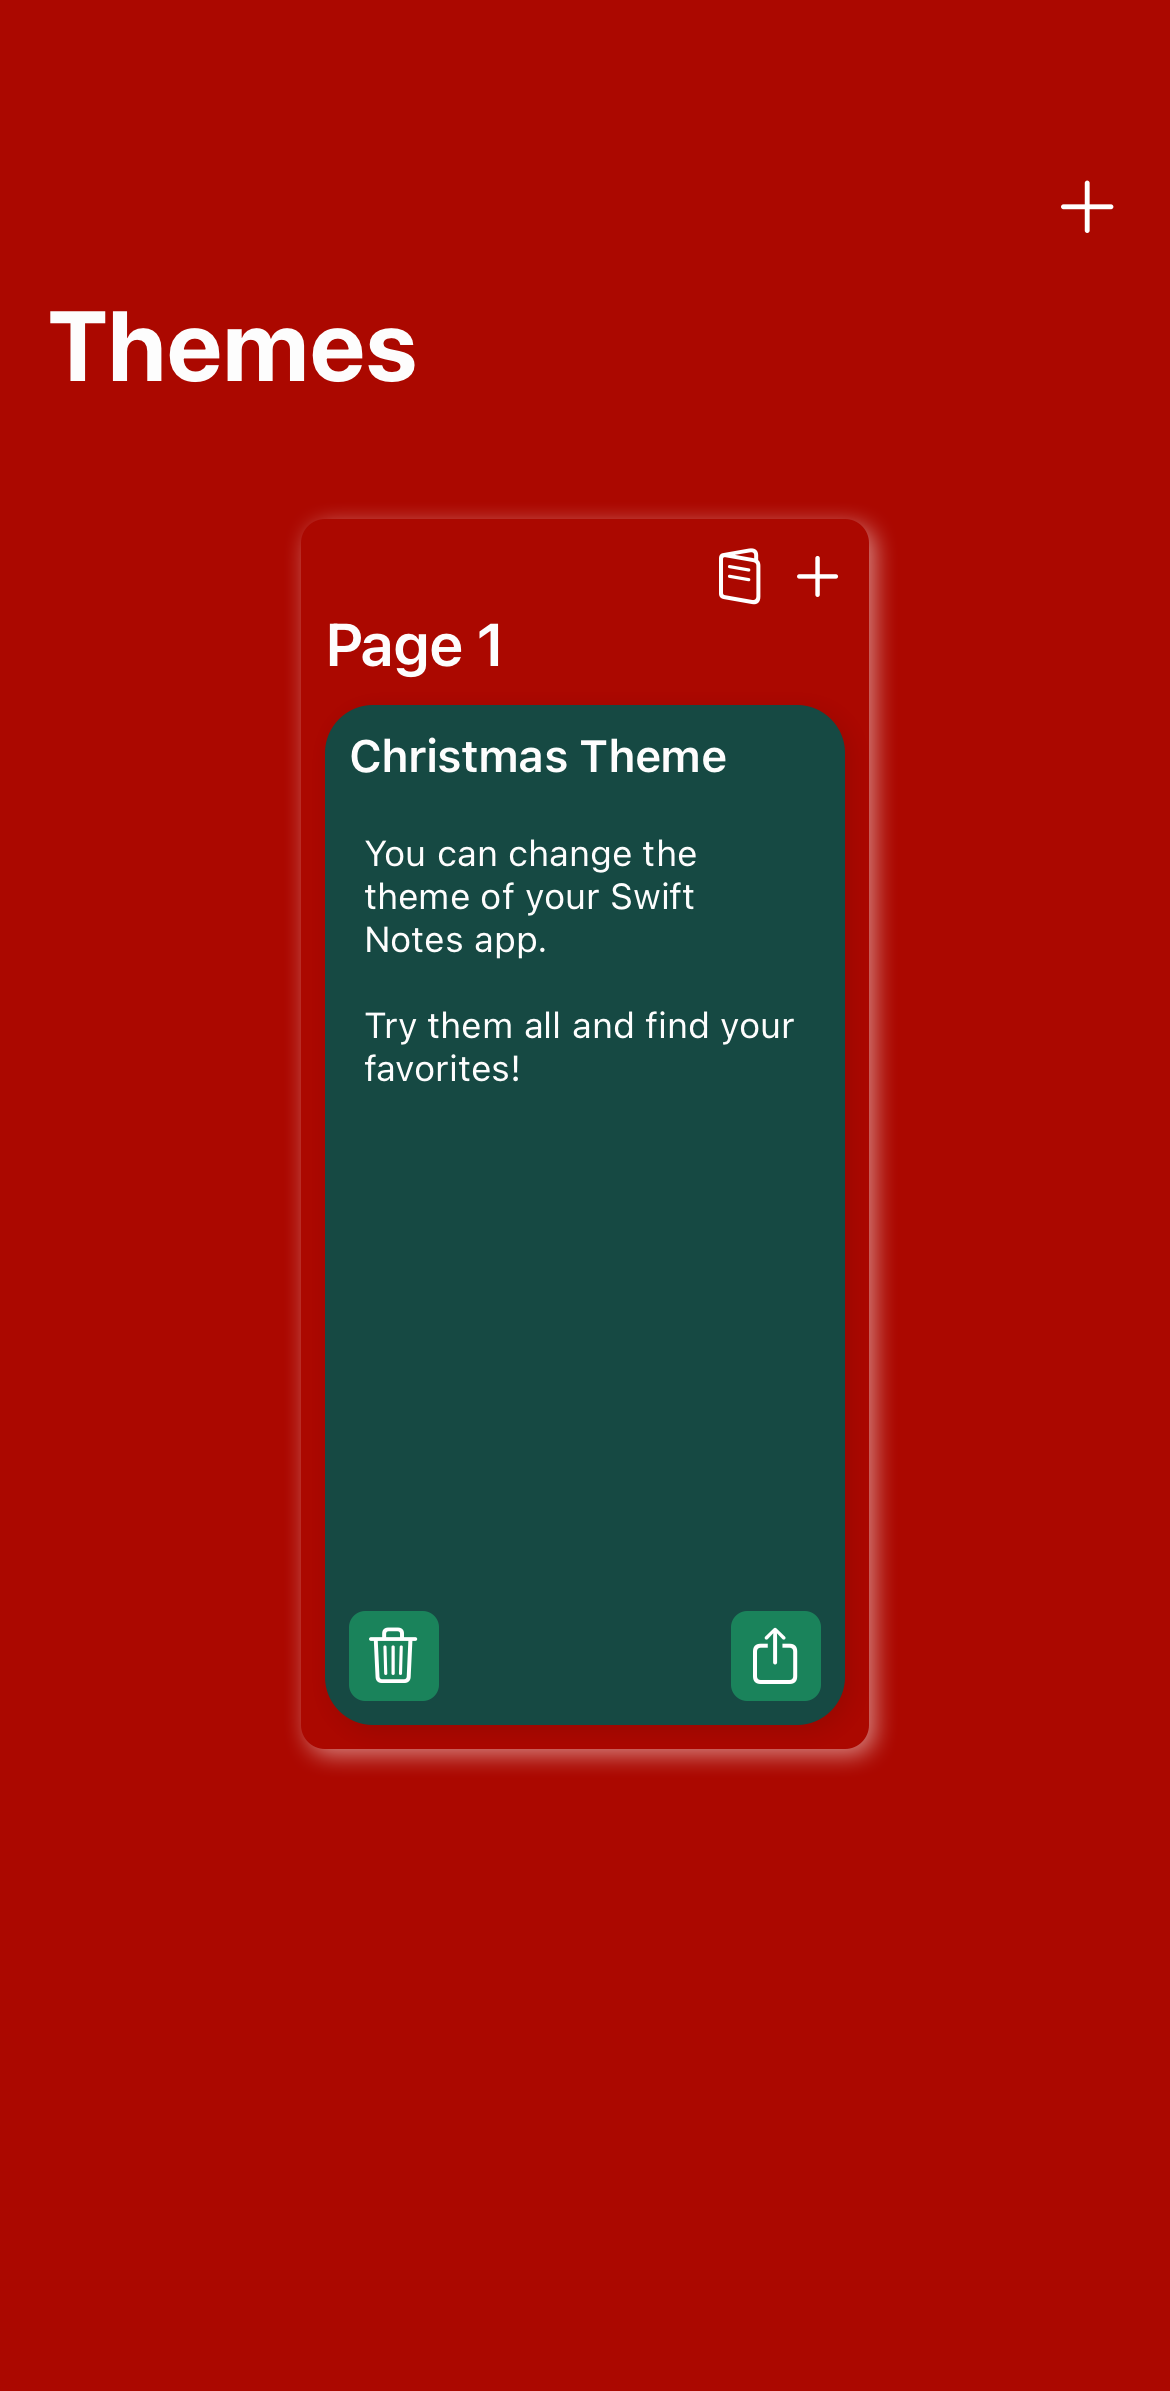 Themes
Page 1
Christmas Theme
You can change the
theme of your Swift
Notes app.
Try them all and find your
favorites!